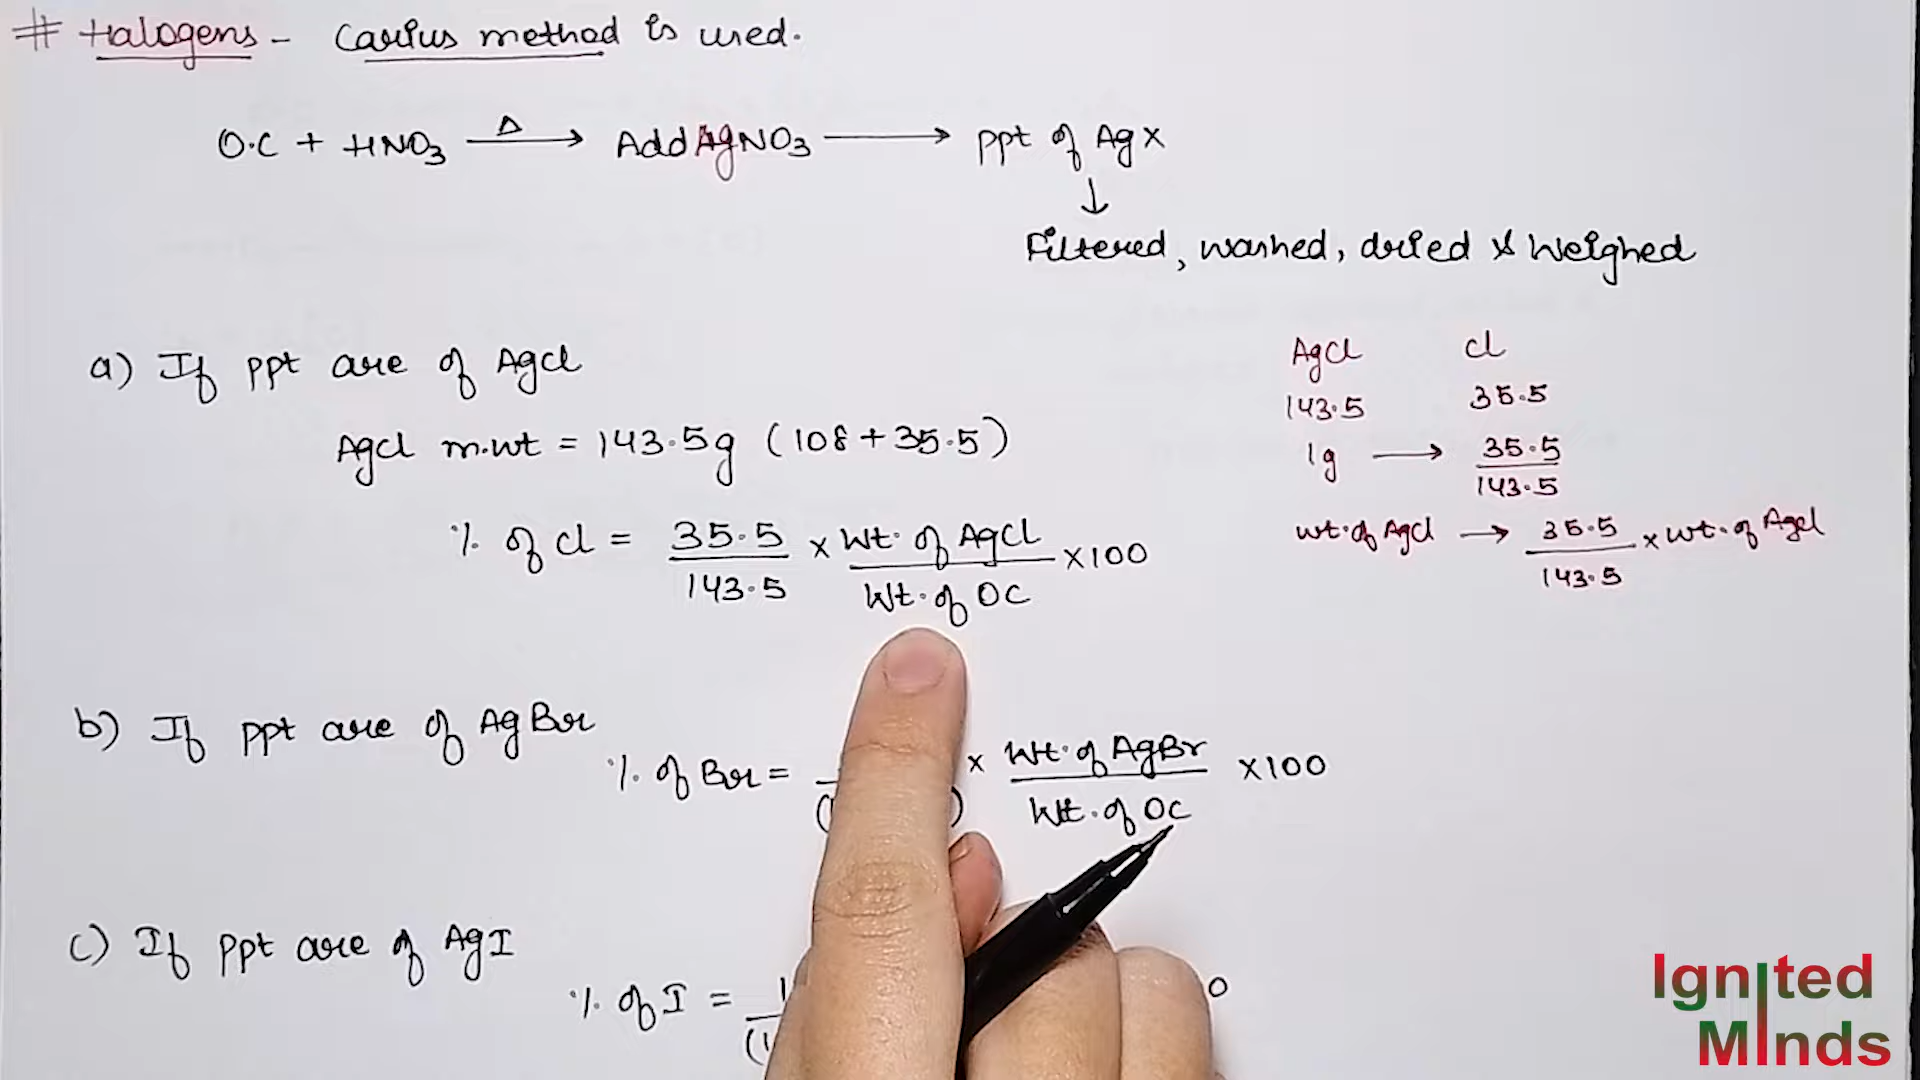 # Halogens - Carius method is used.
O.C + HNO3 Δ → Add AgNO3 → ppt of AgX
↓
Filtered, washed, dried & Weighed
a) If ppt are of AgCl
AgCl m.wt = 143.5g (108+35.5)
% of Cl = 35.5/143.5 × Wt. of AgCl/Wt. of OC ×100
AgCl Cl
143.5 35.5
1g → 35.5/143.5
wt. of AgCl → 35.5/143.5 × wt. of AgCl
b) If ppt are of AgBr
% of Br = × Wt. of AgBr/Wt. of OC ×100
c) If ppt are of AgI
% of I =
Ignited
Minds